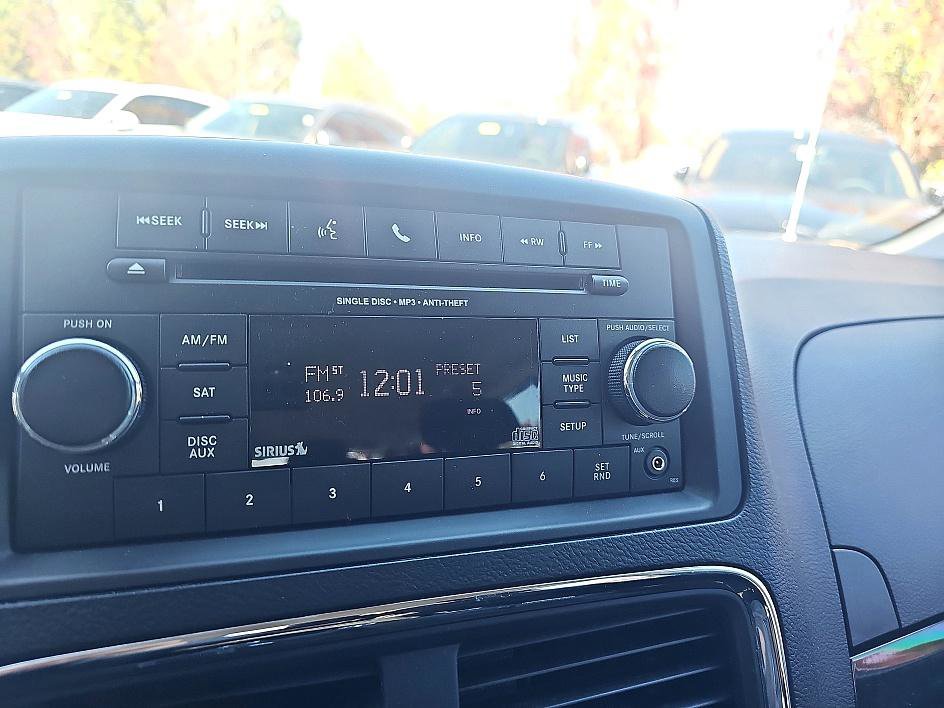 SEEK
SEEK
INFO
RW
FF
TIME
SINGLE DISC • MP3 • ANTI-THEFT
PUSH ON
VOLUME
AM/FM
SAT
DISC
AUX
FM ST
106.9
12:01
PRESET
5
INFO
SIRIUS
disc
LIST
MUSIC
TYPE
SETUP
PUSH AUDIO/SELECT
TUNE/SCROLL
AUX
RES
1
2
3
4
5
6
SET
RND